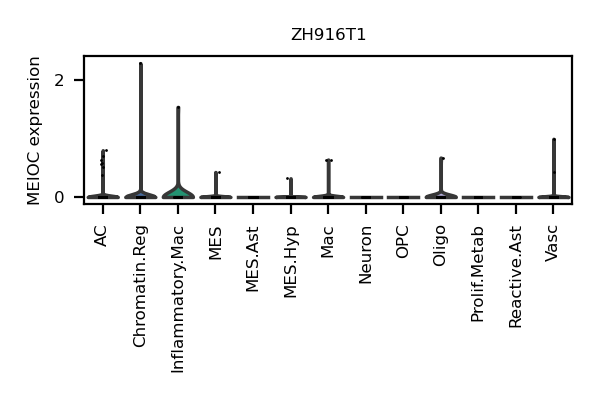 ZH916T1
MEIOC expression
2
0
AC
Chromatin.Reg
Inflammatory.Mac
MES
MES.Ast
MES.Hyp
Mac
Neuron
OPC
Oligo
Prolif.Metab
Reactive.Ast
Vasc